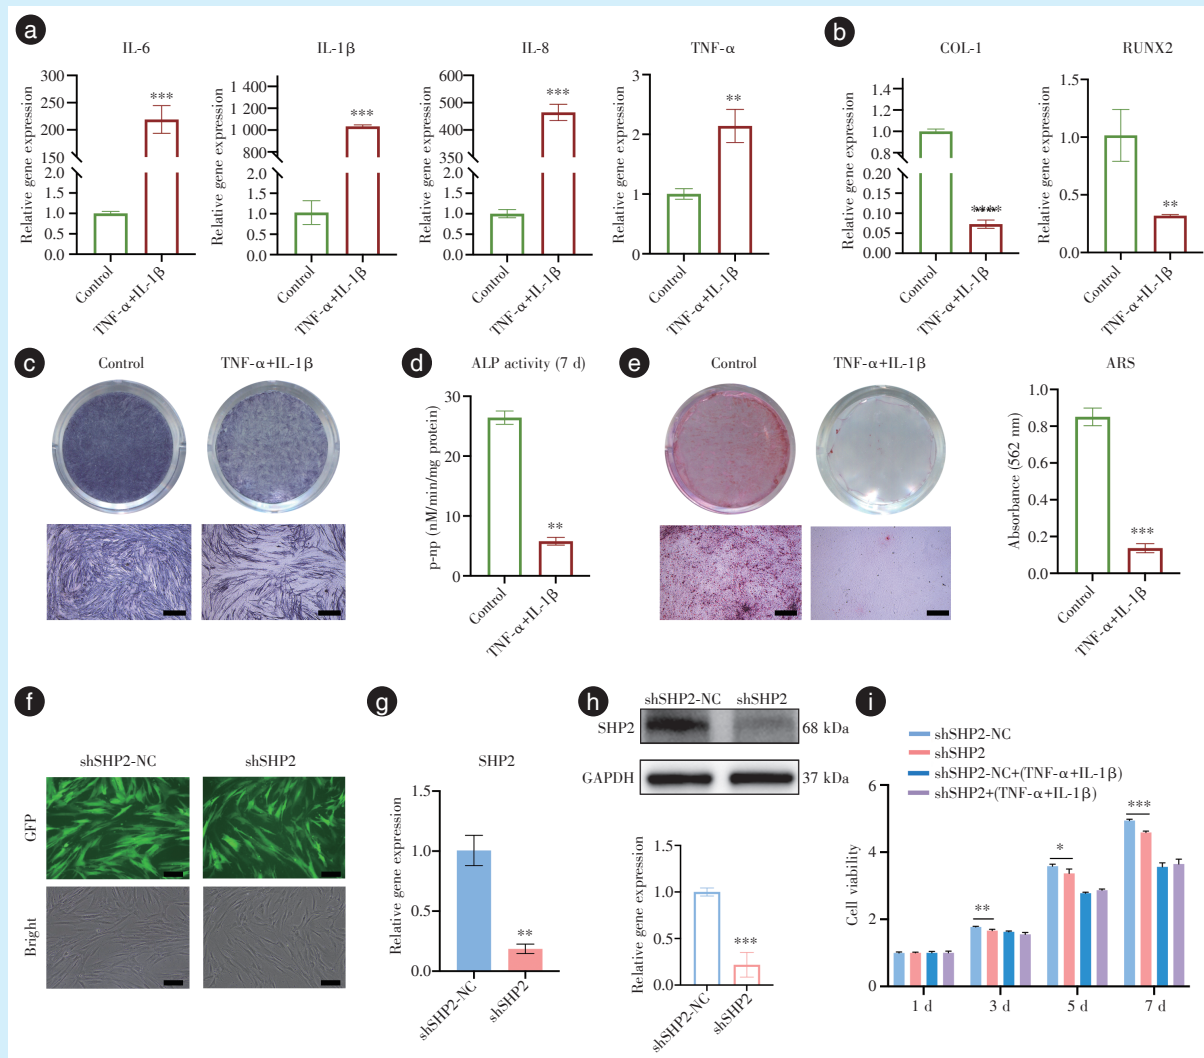 a
IL-6
Relative gene expression
300
250
200
150
2.0
1.5
1.0
0.5
0.0
***
Control
TNF-α+IL-1β
IL-1β
Relative gene expression
1 400
1 200
1 000
800
2.0
1.5
1.0
0.5
0.0
***
Control
TNF-α+IL-1β
IL-8
Relative gene expression
600
500
400
350
2.0
1.5
1.0
0.5
0.0
***
Control
TNF-α+IL-1β
TNF-α
Relative gene expression
3
2
1
0
**
Control
TNF-α+IL-1β
b
COL-1
Relative gene expression
1.4
1.2
1.0
0.8
0.20
0.15
0.10
0.05
0.00
****
Control
TNF-α+IL-1β
RUNX2
Relative gene expression
1.5
1.0
0.5
0.0
**
Control
TNF-α+IL-1β
c
Control
TNF-α+IL-1β
d
ALP activity (7 d)
p-np (nM/min/mg protein)
30
20
10
6
0
**
Control
TNF-α+IL-1β
e
Control
TNF-α+IL-1β
ARS
Absorbance (562 nm)
1.0
0.8
0.6
0.4
0.2
0.0
***
Control
TNF-α+IL-1β
f
shSHP2-NC
shSHP2
GFP
Bright
g
SHP2
Relative gene expression
1.5
1.0
0.5
0.0
**
shSHP2-NC
shSHP2
h
shSHP2-NC
shSHP2
SHP2
68 kDa
GAPDH
37 kDa
Relative gene expression
1.5
1.0
0.5
0.0
***
shSHP2-NC
shSHP2
i
shSHP2-NC
shSHP2
shSHP2-NC+(TNF-α+IL-1β)
shSHP2+(TNF-α+IL-1β)
Cell viability
6
4
2
0
**
*
***
1 d
3 d
5 d
7 d